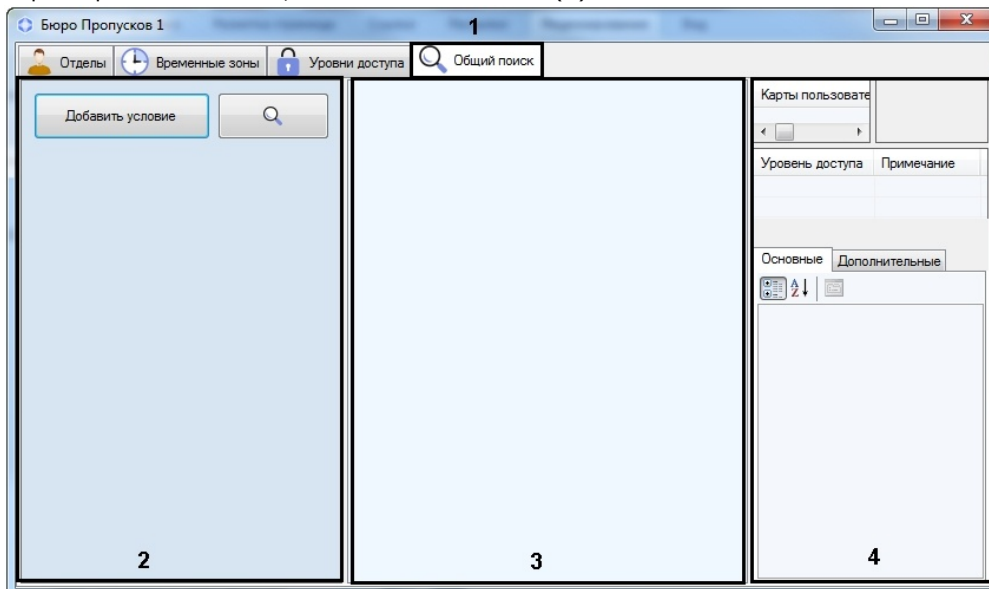 Бюро Пропусков 1
1
Отделы Временные зоны Уровни доступа Общий поиск
Добавить условие
Карты пользовате
Уровень доступа Примечание
Основные Дополнительные
2
3
4